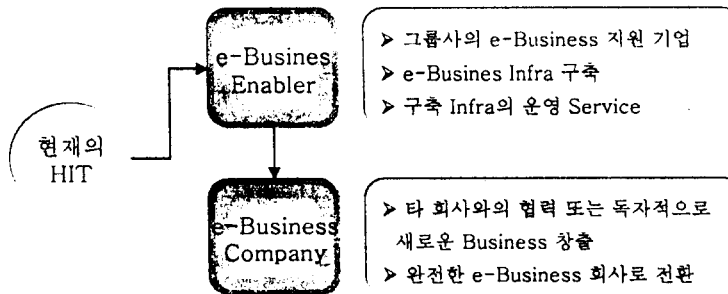 현재의
HIT
e-Busines
Enabler
➢ 그룹사의 e-Business 지원 기업
➢ e-Busines Infra 구축
➢ 구축 Infra의 운영 Service
e-Business
Company
➢ 타 회사와의 협력 또는 독자적으로
새로운 Business 창출
➢ 완전한 e-Business 회사로 전환